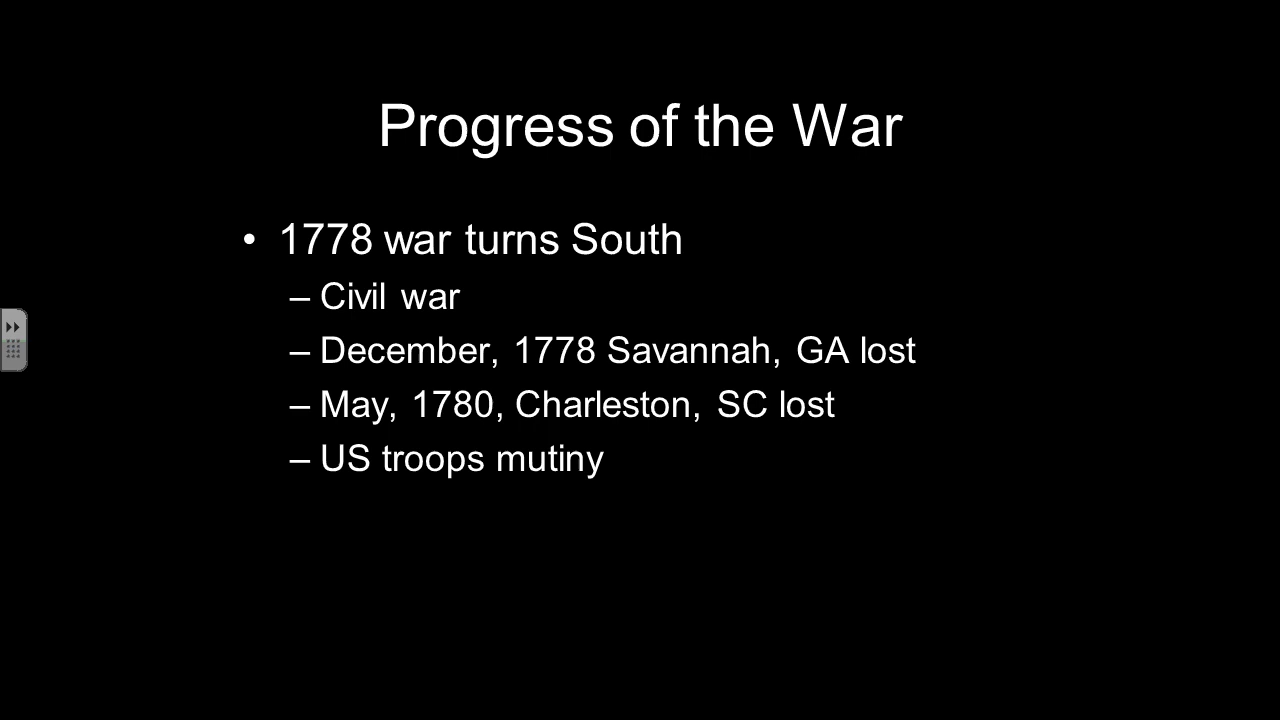 Progress of the War
• 1778 war turns South
– Civil war
– December, 1778 Savannah, GA lost
– May, 1780, Charleston, SC lost
– US troops mutiny